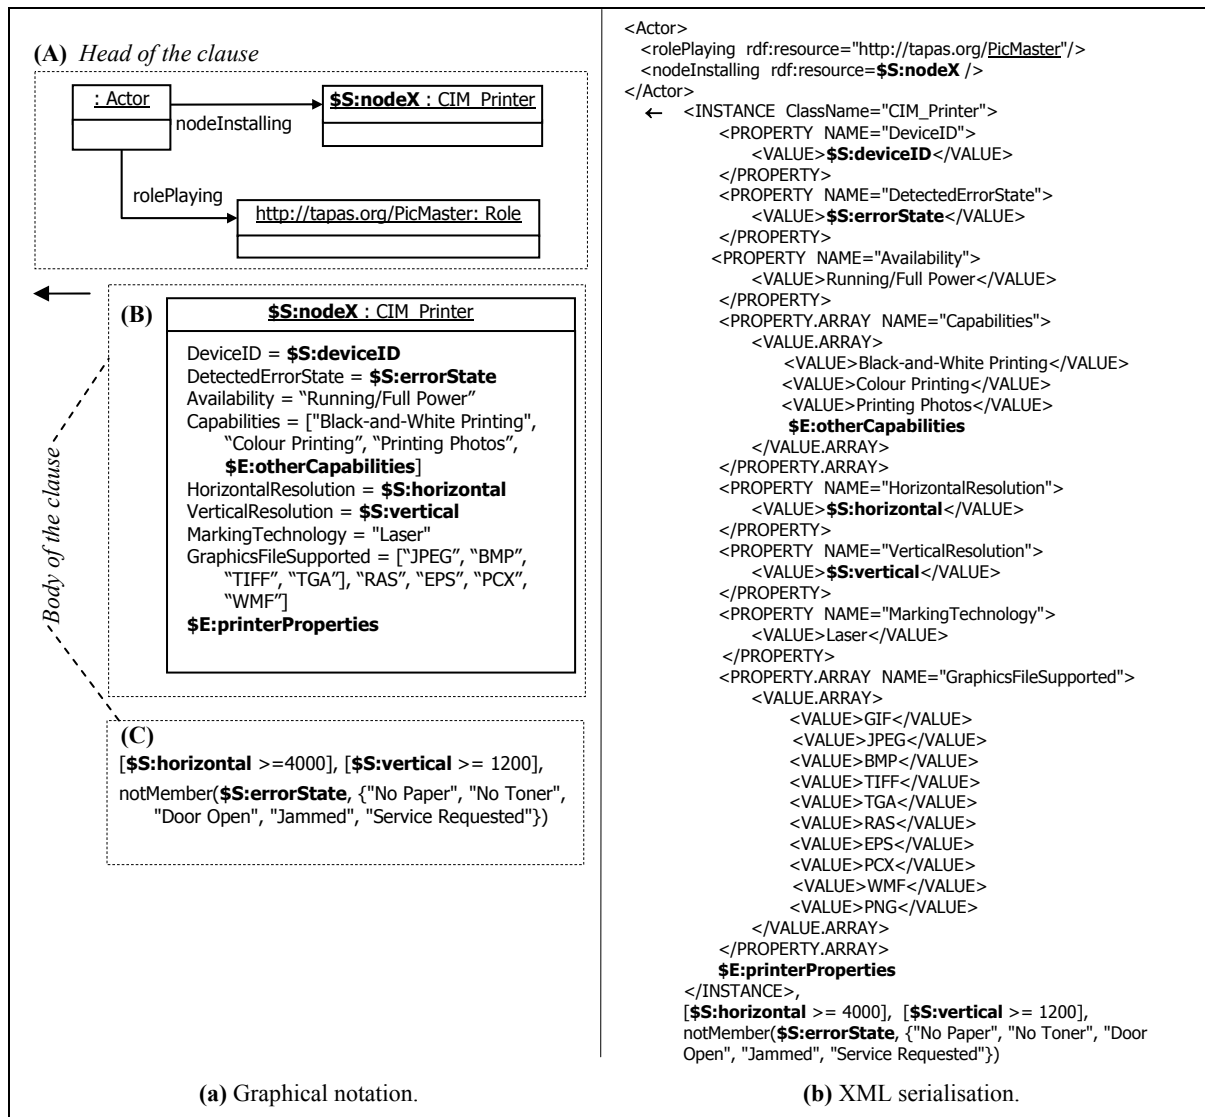 (A) Head of the clause
: Actor
$S:nodeX : CIM_Printer
nodeInstalling
rolePlaying
http://tapas.org/PicMaster: Role
(B)
$S:nodeX : CIM_Printer
DeviceID = $S:deviceID
DetectedErrorState = $S:errorState
Availability = “Running/Full Power”
Capabilities = ["Black-and-White Printing",
“Colour Printing”, “Printing Photos”,
$E:otherCapabilities]
HorizontalResolution = $S:horizontal
VerticalResolution = $S:vertical
MarkingTechnology = "Laser"
GraphicsFileSupported = [“JPEG”, “BMP”,
“TIFF”, “TGA”], “RAS”, “EPS”, “PCX”,
“WMF”]
$E:printerProperties
Body of the clause
(C)
[$S:horizontal >=4000], [$S:vertical >= 1200],
notMember($S:errorState, {"No Paper", "No Toner",
"Door Open", "Jammed", "Service Requested"})
(a) Graphical notation.
<Actor>
<rolePlaying rdf:resource="http://tapas.org/PicMaster"/>
<nodeInstalling rdf:resource=$S:nodeX />
</Actor>
← <INSTANCE ClassName="CIM_Printer">
<PROPERTY NAME="DeviceID">
<VALUE>$S:deviceID</VALUE>
</PROPERTY>
<PROPERTY NAME="DetectedErrorState">
<VALUE>$S:errorState</VALUE>
</PROPERTY>
<PROPERTY NAME="Availability">
<VALUE>Running/Full Power</VALUE>
</PROPERTY>
<PROPERTY.ARRAY NAME="Capabilities">
<VALUE.ARRAY>
<VALUE>Black-and-White Printing</VALUE>
<VALUE>Colour Printing</VALUE>
<VALUE>Printing Photos</VALUE>
$E:otherCapabilities
</VALUE.ARRAY>
</PROPERTY.ARRAY>
<PROPERTY NAME="HorizontalResolution">
<VALUE>$S:horizontal</VALUE>
</PROPERTY>
<PROPERTY NAME="VerticalResolution">
<VALUE>$S:vertical</VALUE>
</PROPERTY>
<PROPERTY NAME="MarkingTechnology">
<VALUE>Laser</VALUE>
</PROPERTY>
<PROPERTY.ARRAY NAME="GraphicsFileSupported">
<VALUE.ARRAY>
<VALUE>GIF</VALUE>
<VALUE>JPEG</VALUE>
<VALUE>BMP</VALUE>
<VALUE>TIFF</VALUE>
<VALUE>TGA</VALUE>
<VALUE>RAS</VALUE>
<VALUE>EPS</VALUE>
<VALUE>PCX</VALUE>
<VALUE>WMF</VALUE>
<VALUE>PNG</VALUE>
</VALUE.ARRAY>
</PROPERTY.ARRAY>
$E:printerProperties
</INSTANCE>,
[$S:horizontal >= 4000], [$S:vertical >= 1200],
notMember($S:errorState, {"No Paper", "No Toner", "Door
Open", "Jammed", "Service Requested"})
(b) XML serialisation.